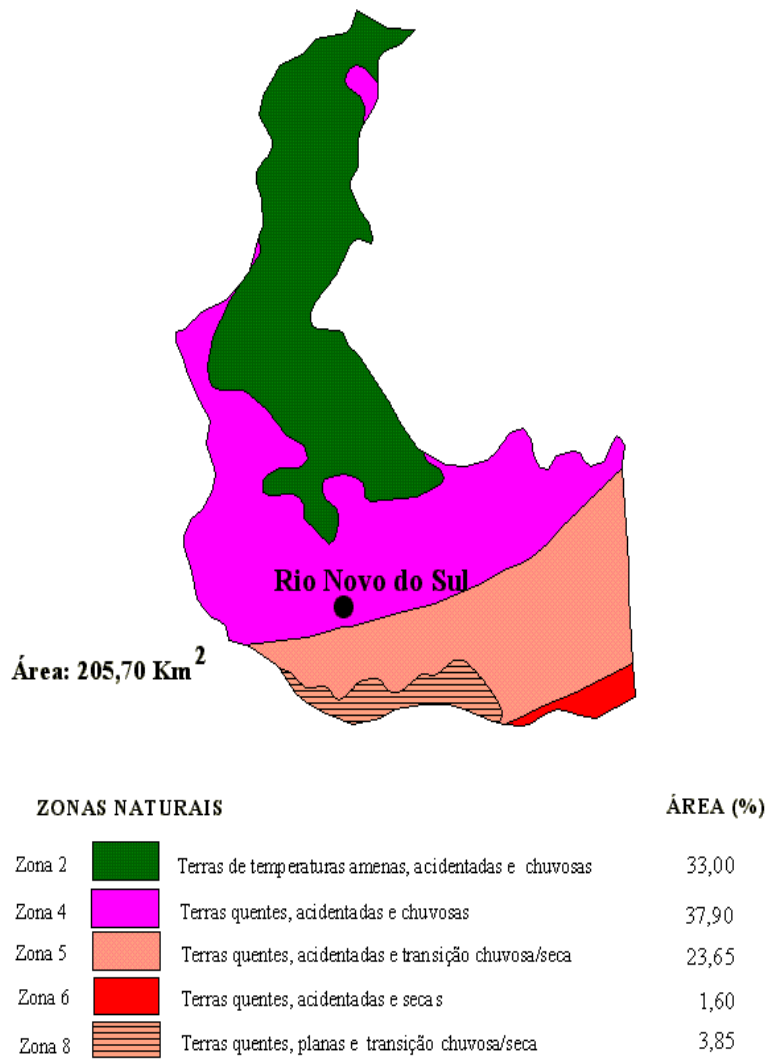 Rio Novo do Sul
Área: 205,70 Km²
ZONAS NATURAIS ÁREA (%)
Zona 2 Terras de temperaturas amenas, acidentadas e chuvosas 33,00
Zona 4 Terras quentes, acidentadas e chuvosas 37,90
Zona 5 Terras quentes, acidentadas e transição chuvosa/seca 23,65
Zona 6 Terras quentes, acidentadas e secas 1,60
Zona 8 Terras quentes, planas e transição chuvosa/seca 3,85